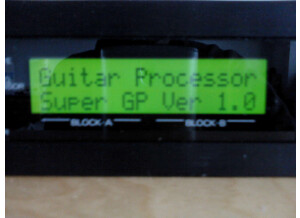 Guitar Processor
Super GP Ver 1.0
BLOCK-A BLOCK-B